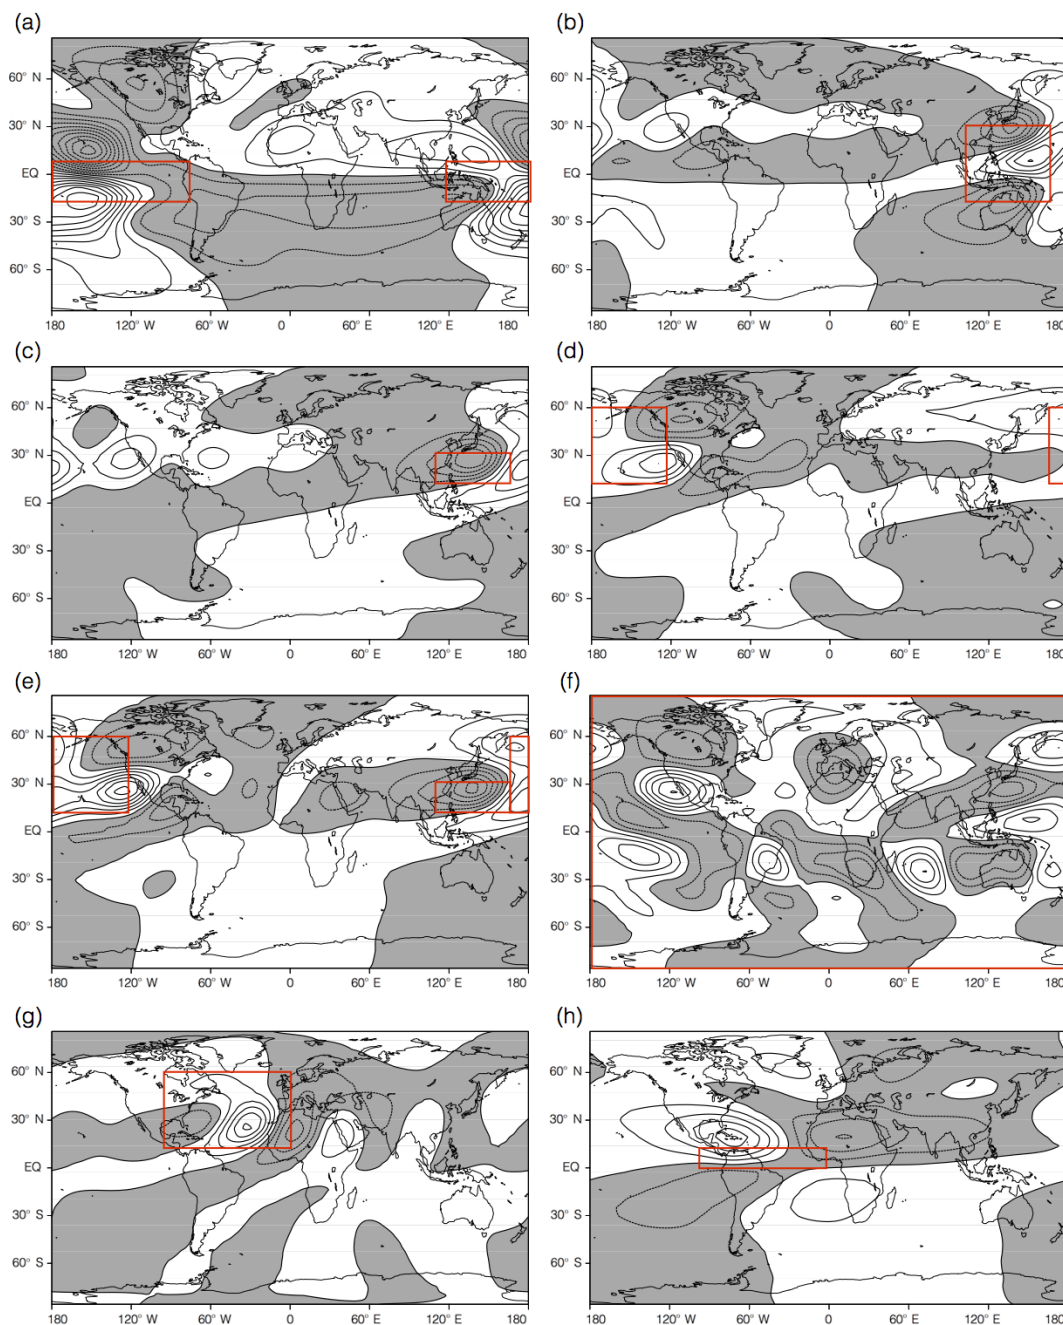 (a) (b)
60° N 60° N
30° N 30° N
EQ EQ
30° S 30° S
60° S 60° S
180 120° W 60° W 0 60° E 120 E 180 180 120° W 60° W 0 60° E 120° E 180
(c) (d)
60° N 60° N
30° N 30° N
EQ EQ
30° S 30° S
60° S 60° S
180 120° W 60° W 0 60° E 120° E 180 180 120° W 60° W 0 60° E 120° E 180
(e) (f)
60° N 60° N
30° N 30° N
EQ EQ
30° S 30° S
60° S 60° S
180 120° W 60° W 0 60° E 120° E 180 180 120° W 60° W 0 60° E 120° E 180
(g) (h)
60° N 60° N
30° N 30° N
EQ EQ
30° S 30° S
60° S 60° S
180 120° W 60° W 0 60° E 120° E 180 180 120° W 60° W 0 60° E 120° E 180